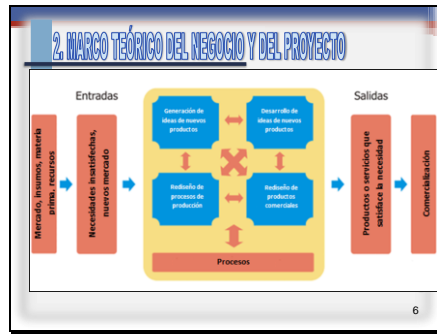 2. MARCO TEÓRICO DEL NEGOCIO Y DEL PROYECTO
Entradas
Salidas
Mercado, insumos, materia
prima, recursos
Necesidades insatisfechas,
nuevos mercado
Generación de
ideas de nuevos
productos
Desarrollo de
ideas de nuevos
productos
Rediseño de
procesos de
producción
Rediseño de
productos
comerciales
Procesos
Productos o servicios que
satisface la necesidad
Comercialización
6